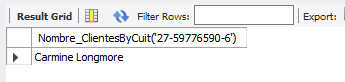 Result Grid Filter Rows: Export:
Nombre_ClientesByCuit('27-59776590-6')
Carmine Longmore